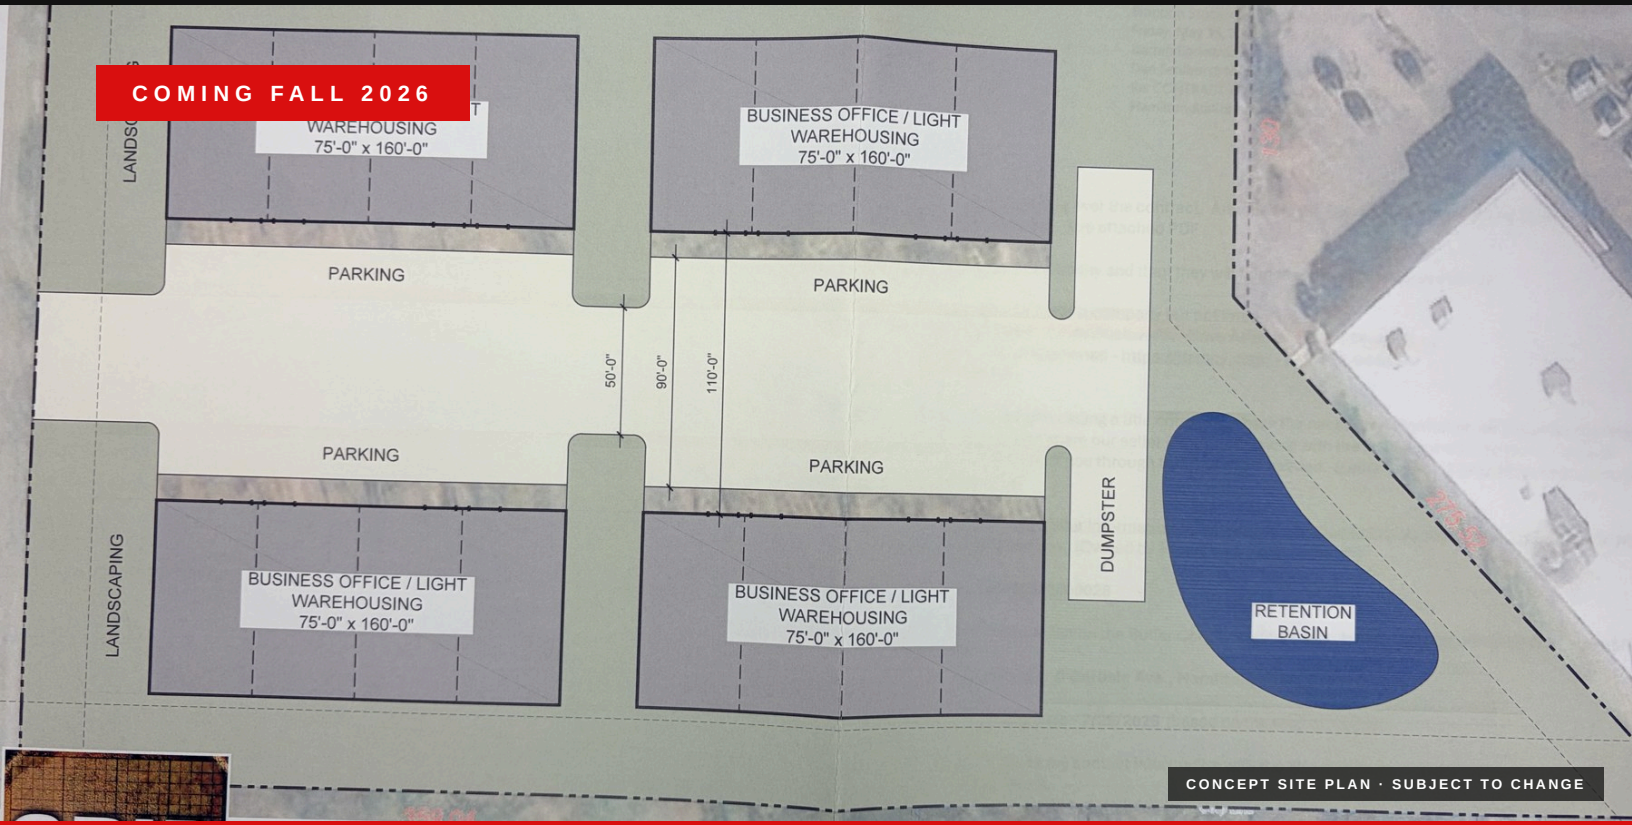 COMING FALL 2026
WAREHOUSING
75'-0" x 160'-0"
BUSINESS OFFICE / LIGHT
WAREHOUSING
75'-0" x 160'-0"
PARKING
PARKING
50'-0"
90'-0"
110'-0"
PARKING
PARKING
LANDSCAPING
BUSINESS OFFICE / LIGHT
WAREHOUSING
75'-0" x 160'-0"
BUSINESS OFFICE / LIGHT
WAREHOUSING
75'-0" x 160'-0"
DUMPSTER
RETENTION
BASIN
CONCEPT SITE PLAN · SUBJECT TO CHANGE